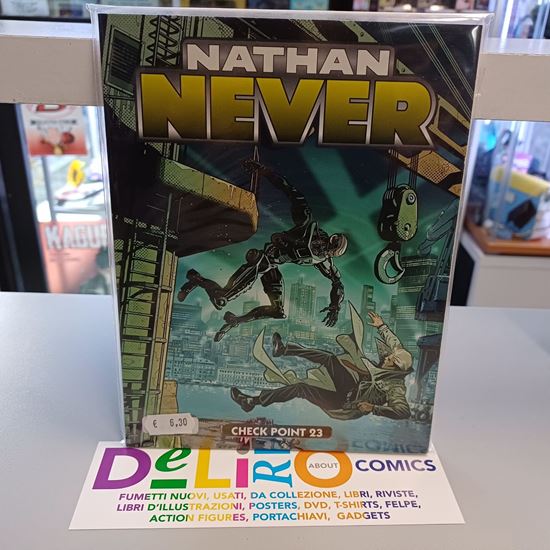 NATHAN
NEVER
KAGU
CHECK POINT 23
€ 6,30
DeLiRiO ABOUT COMICS
FUMETTI NUOVI, USATI, DA COLLEZIONE, LIBRI, RIVISTE,
LIBRI D'ILLUSTRAZIONI, POSTERS, DVD, T-SHIRTS, FELPE,
ACTION FIGURES, PORTACHIAVI, GADGETS